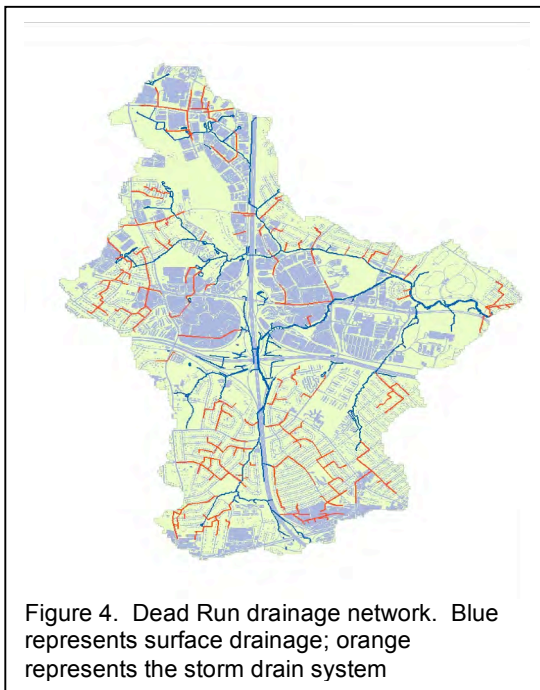 Figure 4. Dead Run drainage network. Blue
represents surface drainage; orange
represents the storm drain system